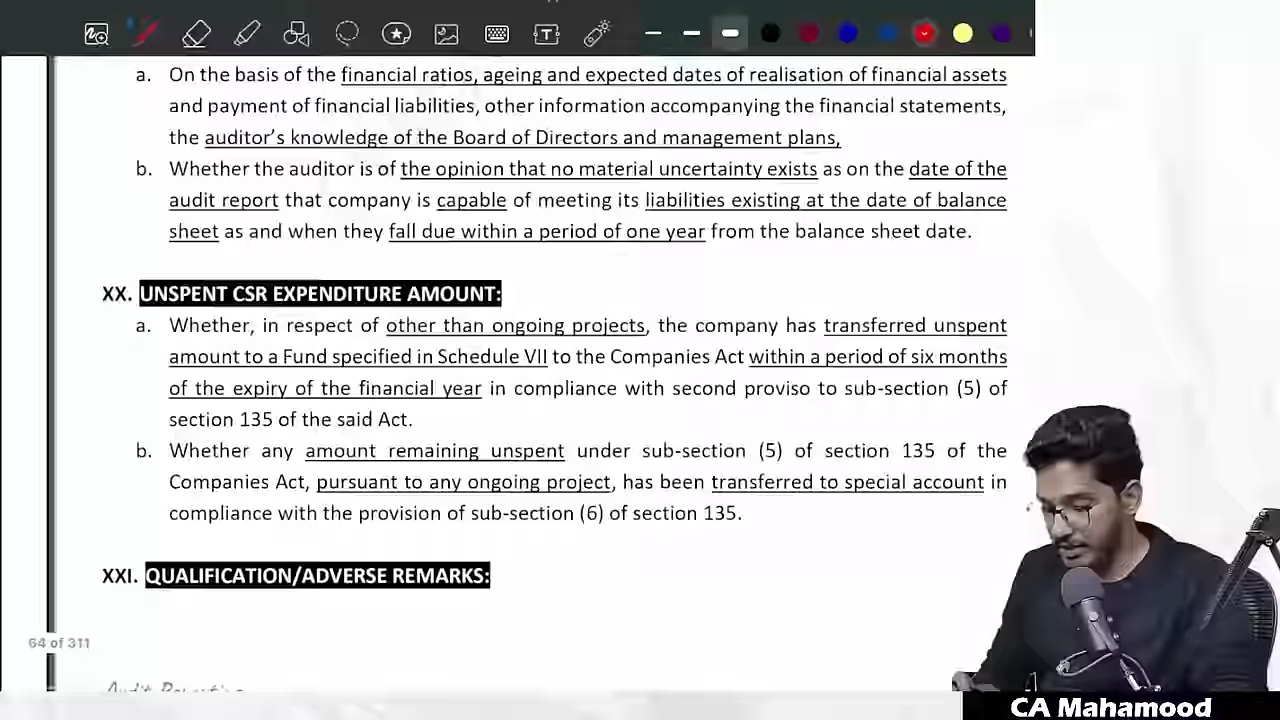 a. On the basis of the financial ratios, ageing and expected dates of realisation of financial assets
and payment of financial liabilities, other information accompanying the financial statements,
the auditor’s knowledge of the Board of Directors and management plans,
b. Whether the auditor is of the opinion that no material uncertainty exists as on the date of the
audit report that company is capable of meeting its liabilities existing at the date of balance
sheet as and when they fall due within a period of one year from the balance sheet date.
XX. UNSPENT CSR EXPENDITURE AMOUNT:
a. Whether, in respect of other than ongoing projects, the company has transferred unspent
amount to a Fund specified in Schedule VII to the Companies Act within a period of six months
of the expiry of the financial year in compliance with second proviso to sub-section (5) of
section 135 of the said Act.
b. Whether any amount remaining unspent under sub-section (5) of section 135 of the
Companies Act, pursuant to any ongoing project, has been transferred to special account in
compliance with the provision of sub-section (6) of section 135.
XXI. QUALIFICATION/ADVERSE REMARKS:
64 of 311
CA Mahamood